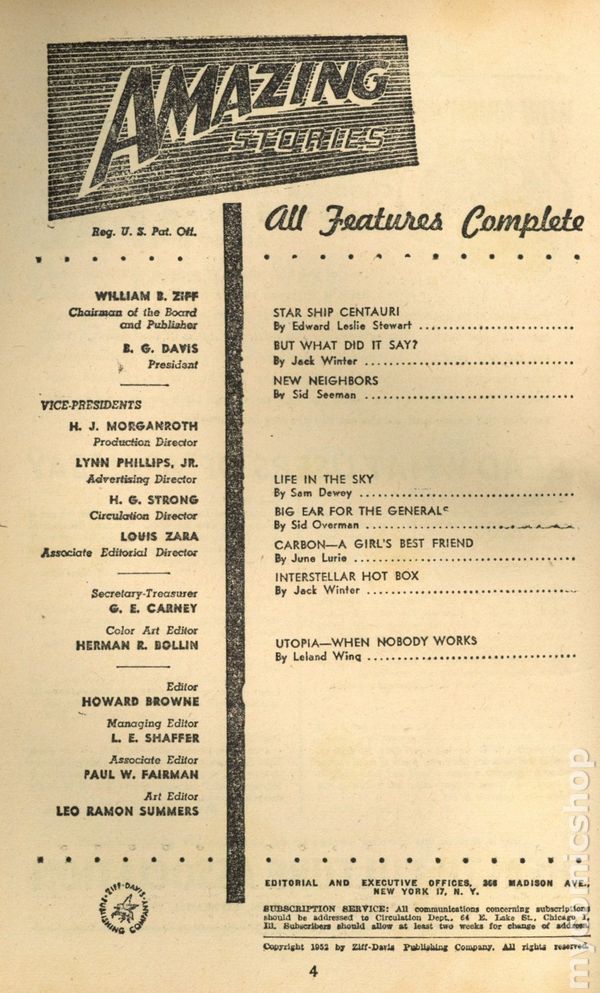 AMAZING
STORIES
Reg. U. S. Pat. Off.
WILLIAM B. ZIFF
Chairman of the Board
and Publisher
B. G. DAVIS
President
VICE-PRESIDENTS
H. J. MORGANROTH
Production Director
LYNN PHILLIPS, JR.
Advertising Director
H. G. STRONG
Circulation Director
LOUIS ZARA
Associate Editorial Director
Secretary-Treasurer
G. E. CARNEY
Color Art Editor
HERMAN R. BOLLIN
Editor
HOWARD BROWNE
Managing Editor
L. E. SHAFFER
Associate Editor
PAUL W. FAIRMAN
Art Editor
LEO RAMON SUMMERS
ZIFF-DAVIS PUBLISHING COMPANY
All Features Complete
STAR SHIP CENTAURI
By Edward Leslie Stewart
BUT WHAT DID IT SAY?
By Jack Winter
NEW NEIGHBORS
By Sid Seeman
LIFE IN THE SKY
By Sam Dewey
BIG EAR FOR THE GENERAL
By Sid Overman
CARBON—A GIRL'S BEST FRIEND
By June Lurie
INTERSTELLAR HOT BOX
By Jack Winter
UTOPIA—WHEN NOBODY WORKS
By Leland Wing
EDITORIAL AND EXECUTIVE OFFICES, 366 MADISON AVE.,
NEW YORK 17, N. Y.
SUBSCRIPTION SERVICE: All communications concerning subscriptions
should be addressed to Circulation Dept., 64 E. Lake St., Chicago 1,
Ill. Subscribers should allow at least two weeks for change of address.
Copyright 1952 by Ziff-Davis Publishing Company. All rights reserved.
4
mycomicshop